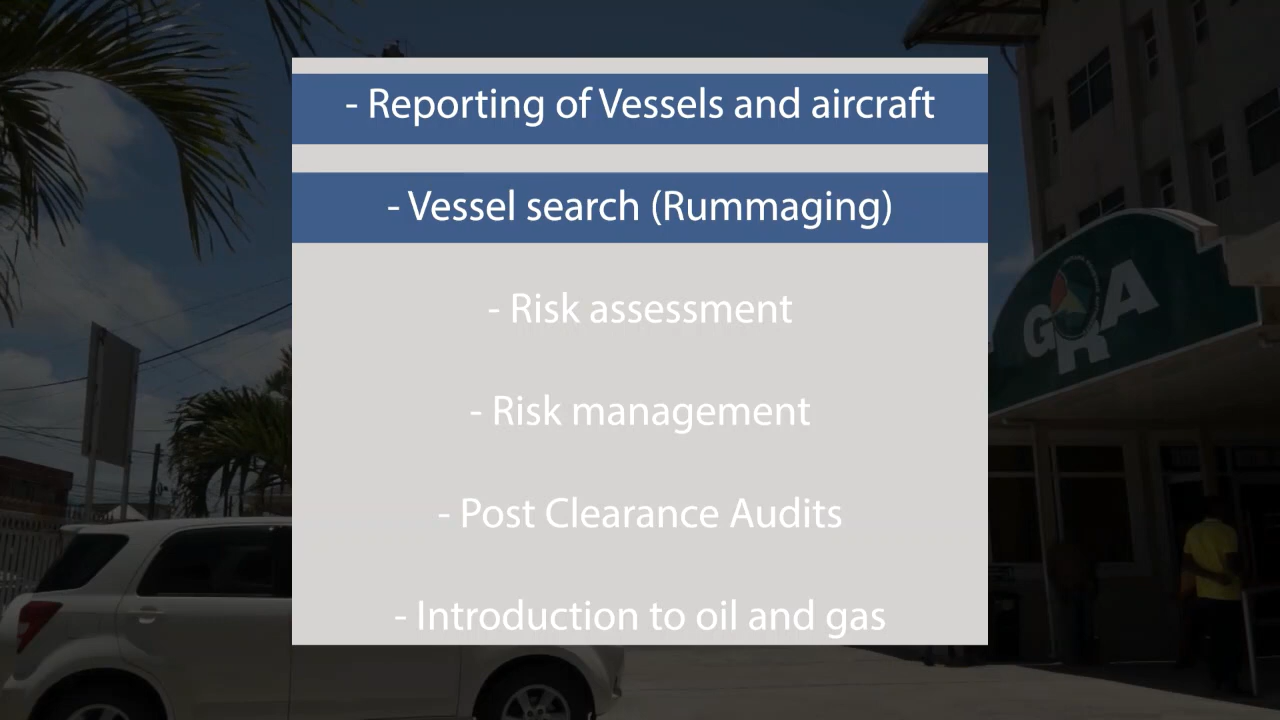 - Reporting of Vessels and aircraft
- Vessel search (Rummaging)
- Risk assessment
- Risk management
- Post Clearance Audits
- Introduction to oil and gas
GRA